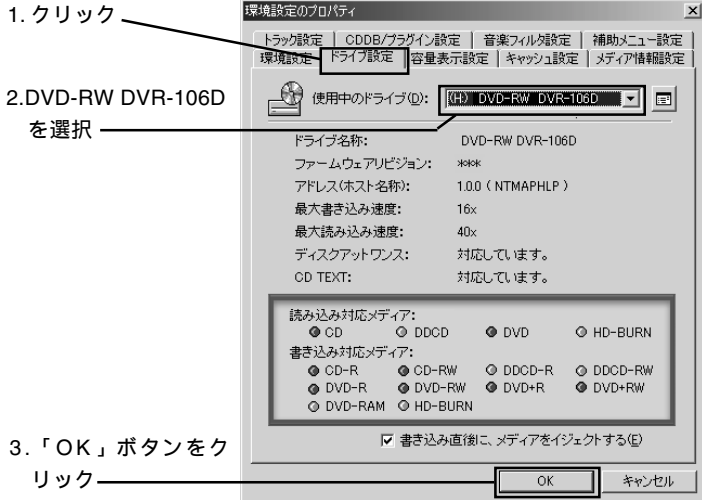 1. クリック
環境設定のプロパティ
トラック設定 CDDB/プラグイン設定 音楽フィルタ設定 補助メニュー設定
環境設定 ドライブ設定 容量表示設定 キャッシュ設定 メディア情報設定
2.DVD-RW DVR-106D
を選択
使用中のドライブ(D): (H:) DVD-RW DVR-106D
ドライブ名称: DVD-RW DVR-106D
ファームウェアリビジョン: ***
アドレス(ホスト名称): 1.0.0 ( NTMAPHLP )
最大書き込み速度: 16x
最大読み込み速度: 40x
ディスクアットワンス: 対応しています。
CD TEXT: 対応しています。
読み込み対応メディア:
CD DDCD DVD HD-BURN
書き込み対応メディア:
CD-R CD-RW DDCD-R DDCD-RW
DVD-R DVD-RW DVD+R DVD+RW
DVD-RAM HD-BURN
書き込み直後に、メディアをイジェクトする(E)
3.「OK」ボタンをク
リック
OK キャンセル